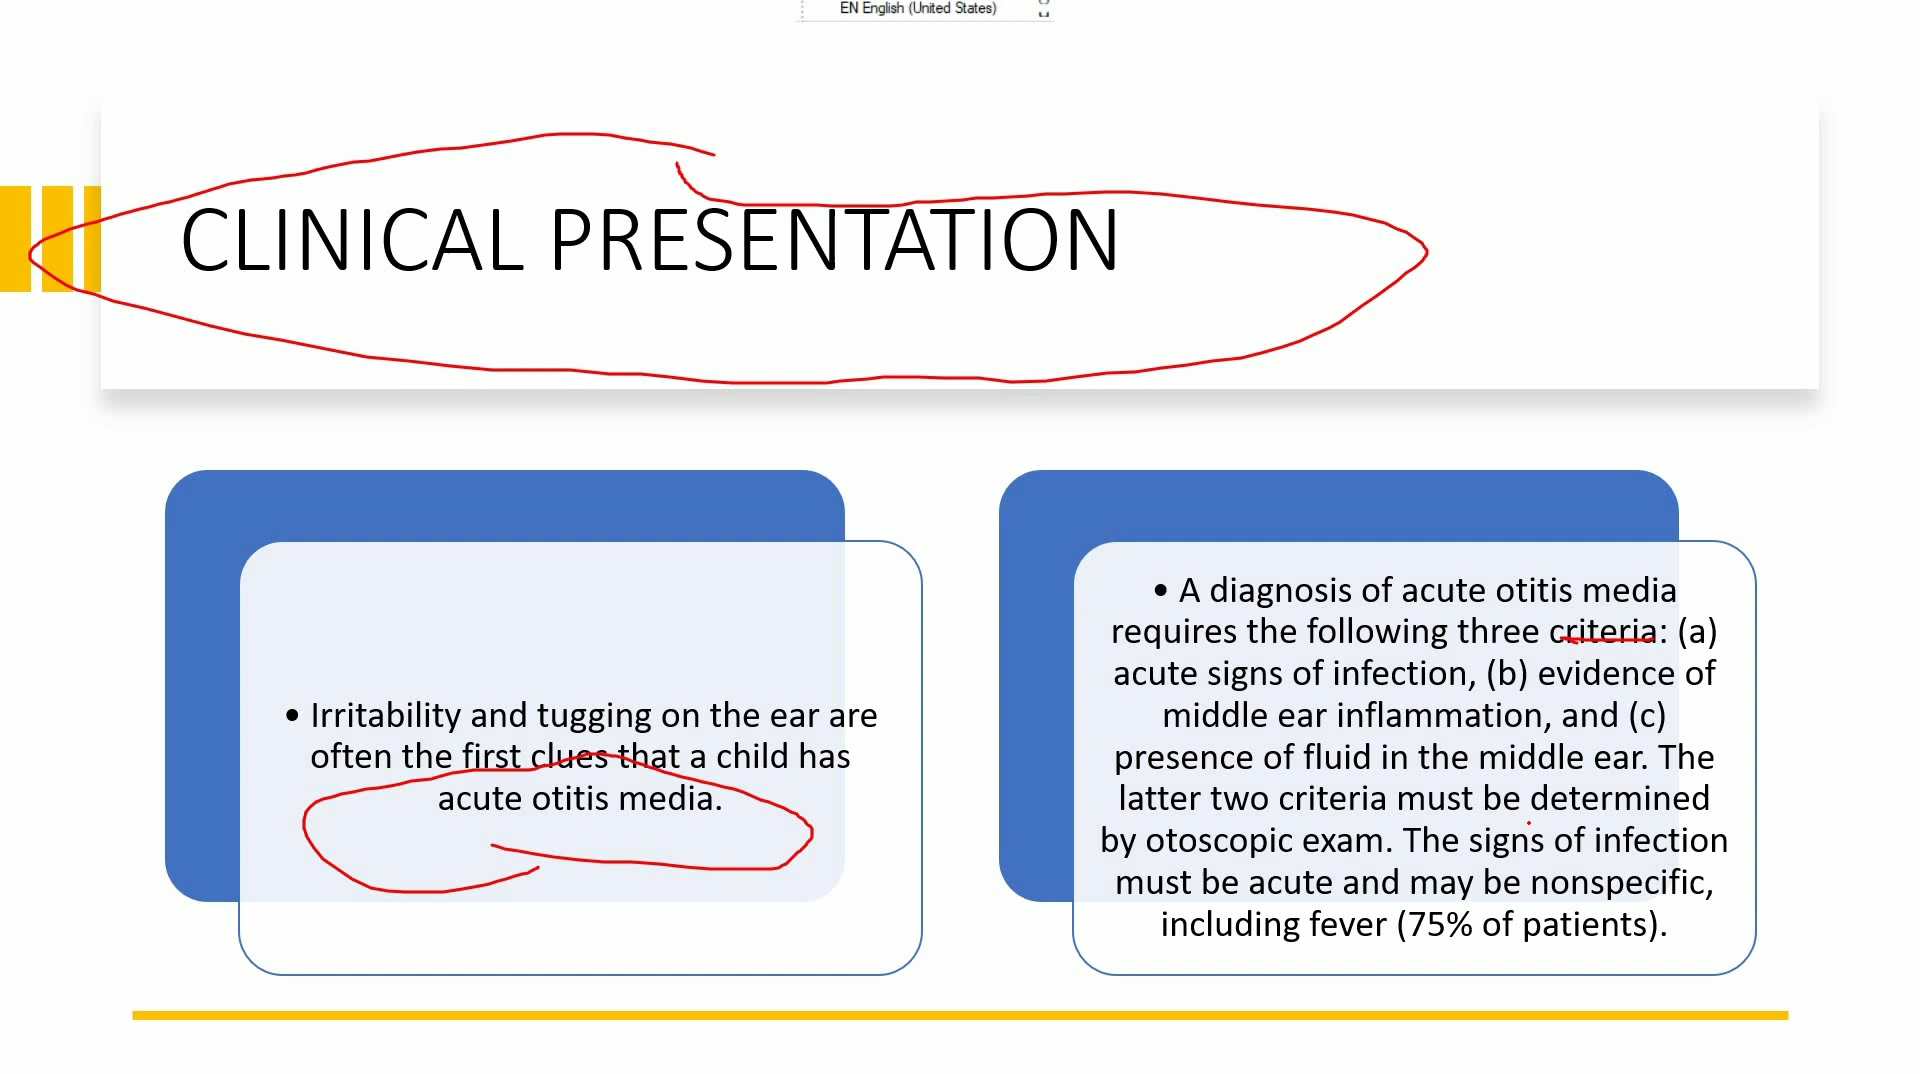 EN English (United States)
CLINICAL PRESENTATION
• Irritability and tugging on the ear are
often the first clues that a child has
acute otitis media.
• A diagnosis of acute otitis media
requires the following three criteria: (a)
acute signs of infection, (b) evidence of
middle ear inflammation, and (c)
presence of fluid in the middle ear. The
latter two criteria must be determined
by otoscopic exam. The signs of infection
must be acute and may be nonspecific,
including fever (75% of patients).